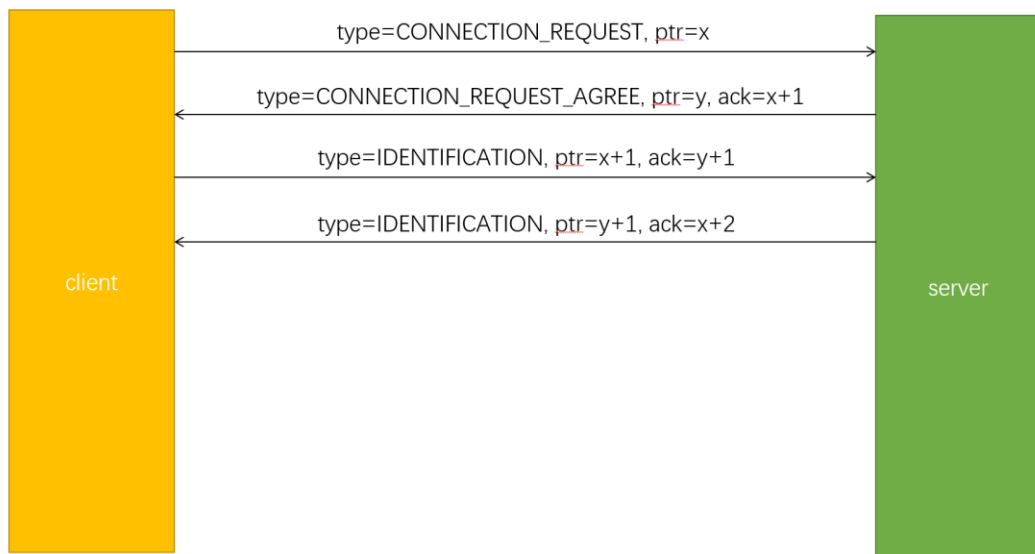 type=CONNECTION_REQUEST, ptr=x
type=CONNECTION_REQUEST_AGREE, ptr=y, ack=x+1
type=IDENTIFICATION, ptr=x+1, ack=y+1
type=IDENTIFICATION, ptr=y+1, ack=x+2
client
server